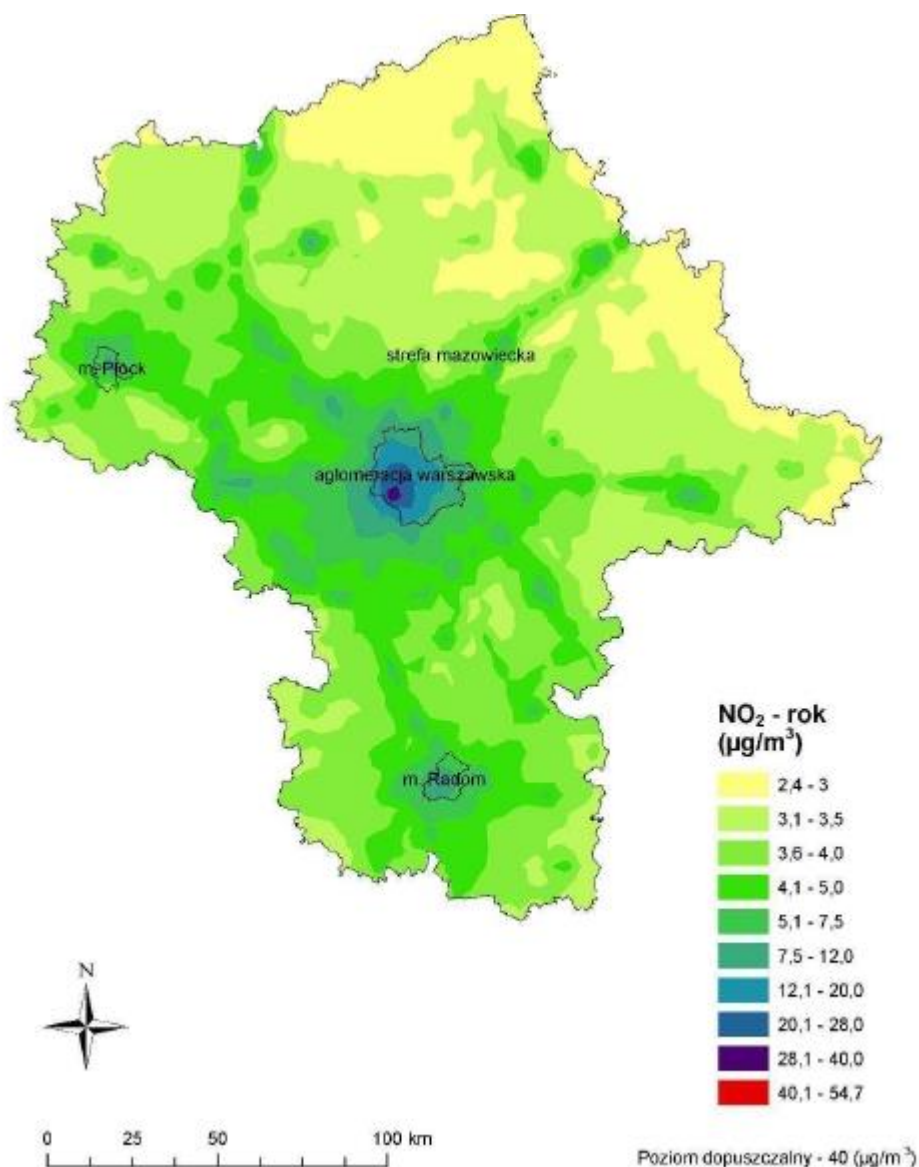 strefa mazowiecka
m. Płock
aglomeracja warszawska
m. Radom
NO₂ - rok
(µg/m³)
2,4 - 3
3,1 - 3,5
3,6 - 4,0
4,1 - 5,0
5,1 - 7,5
7,5 - 12,0
12,1 - 20,0
20,1 - 28,0
28,1 - 40,0
40,1 - 54,7
N
0 25 50 100 km
Poziom dopuszczalny - 40 (µg/m³)